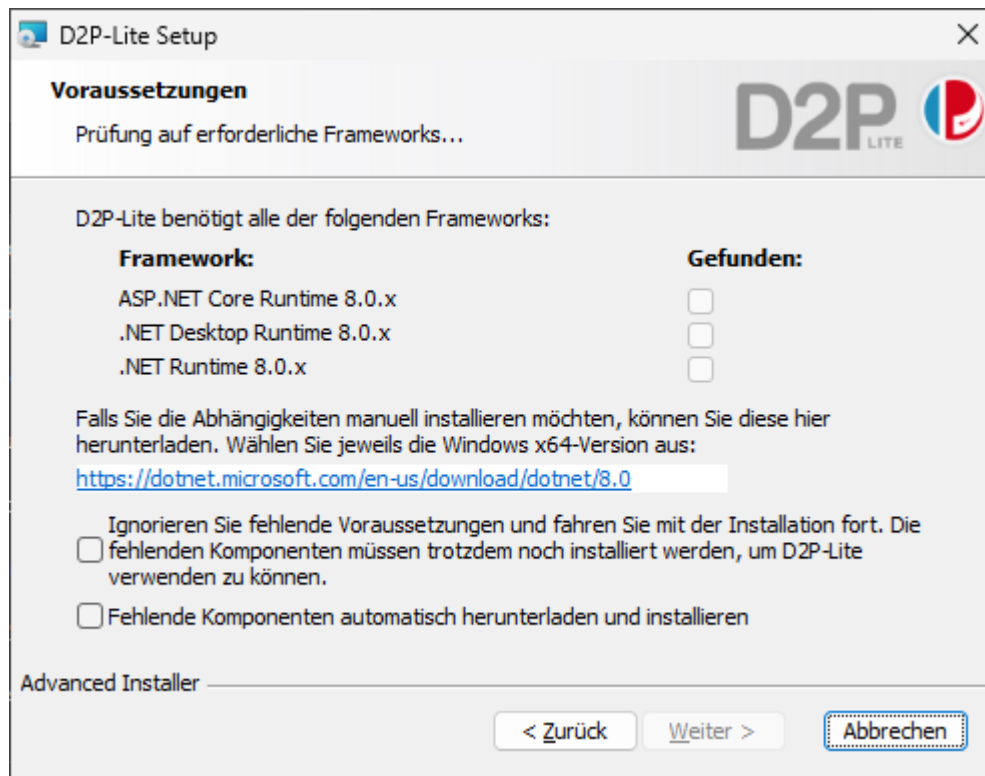 D2P-Lite Setup
Voraussetzungen
Prüfung auf erforderliche Frameworks...
D2P LITE
D2P-Lite benötigt alle der folgenden Frameworks:
Framework: Gefunden:
ASP.NET Core Runtime 8.0.x
.NET Desktop Runtime 8.0.x
.NET Runtime 8.0.x
Falls Sie die Abhängigkeiten manuell installieren möchten, können Sie diese hier
herunterladen. Wählen Sie jeweils die Windows x64-Version aus:
https://dotnet.microsoft.com/en-us/download/dotnet/8.0
Ignorieren Sie fehlende Voraussetzungen und fahren Sie mit der Installation fort. Die
fehlenden Komponenten müssen trotzdem noch installiert werden, um D2P-Lite
verwenden zu können.
Fehlende Komponenten automatisch herunterladen und installieren
Advanced Installer
< Zurück Weiter > Abbrechen